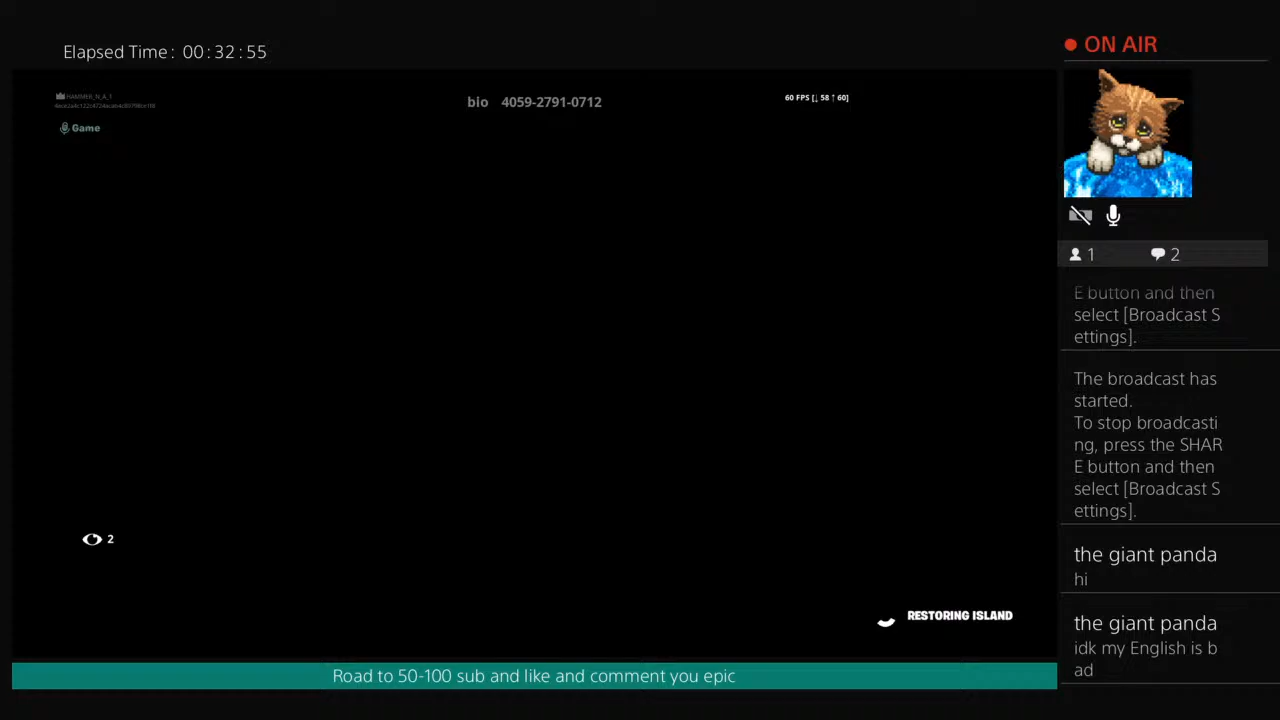 Elapsed Time: 00:32:55
ON AIR
HAMMER_N_A_1
bio 4059-2791-0712
60 FPS [↓ 58 ↑ 60]
Game
1 2
E button and then
select [Broadcast S
ettings].
The broadcast has
started.
To stop broadcasti
ng, press the SHAR
E button and then
select [Broadcast S
ettings].
the giant panda
hi
the giant panda
idk my English is b
ad
2
RESTORING ISLAND
Road to 50-100 sub and like and comment you epic